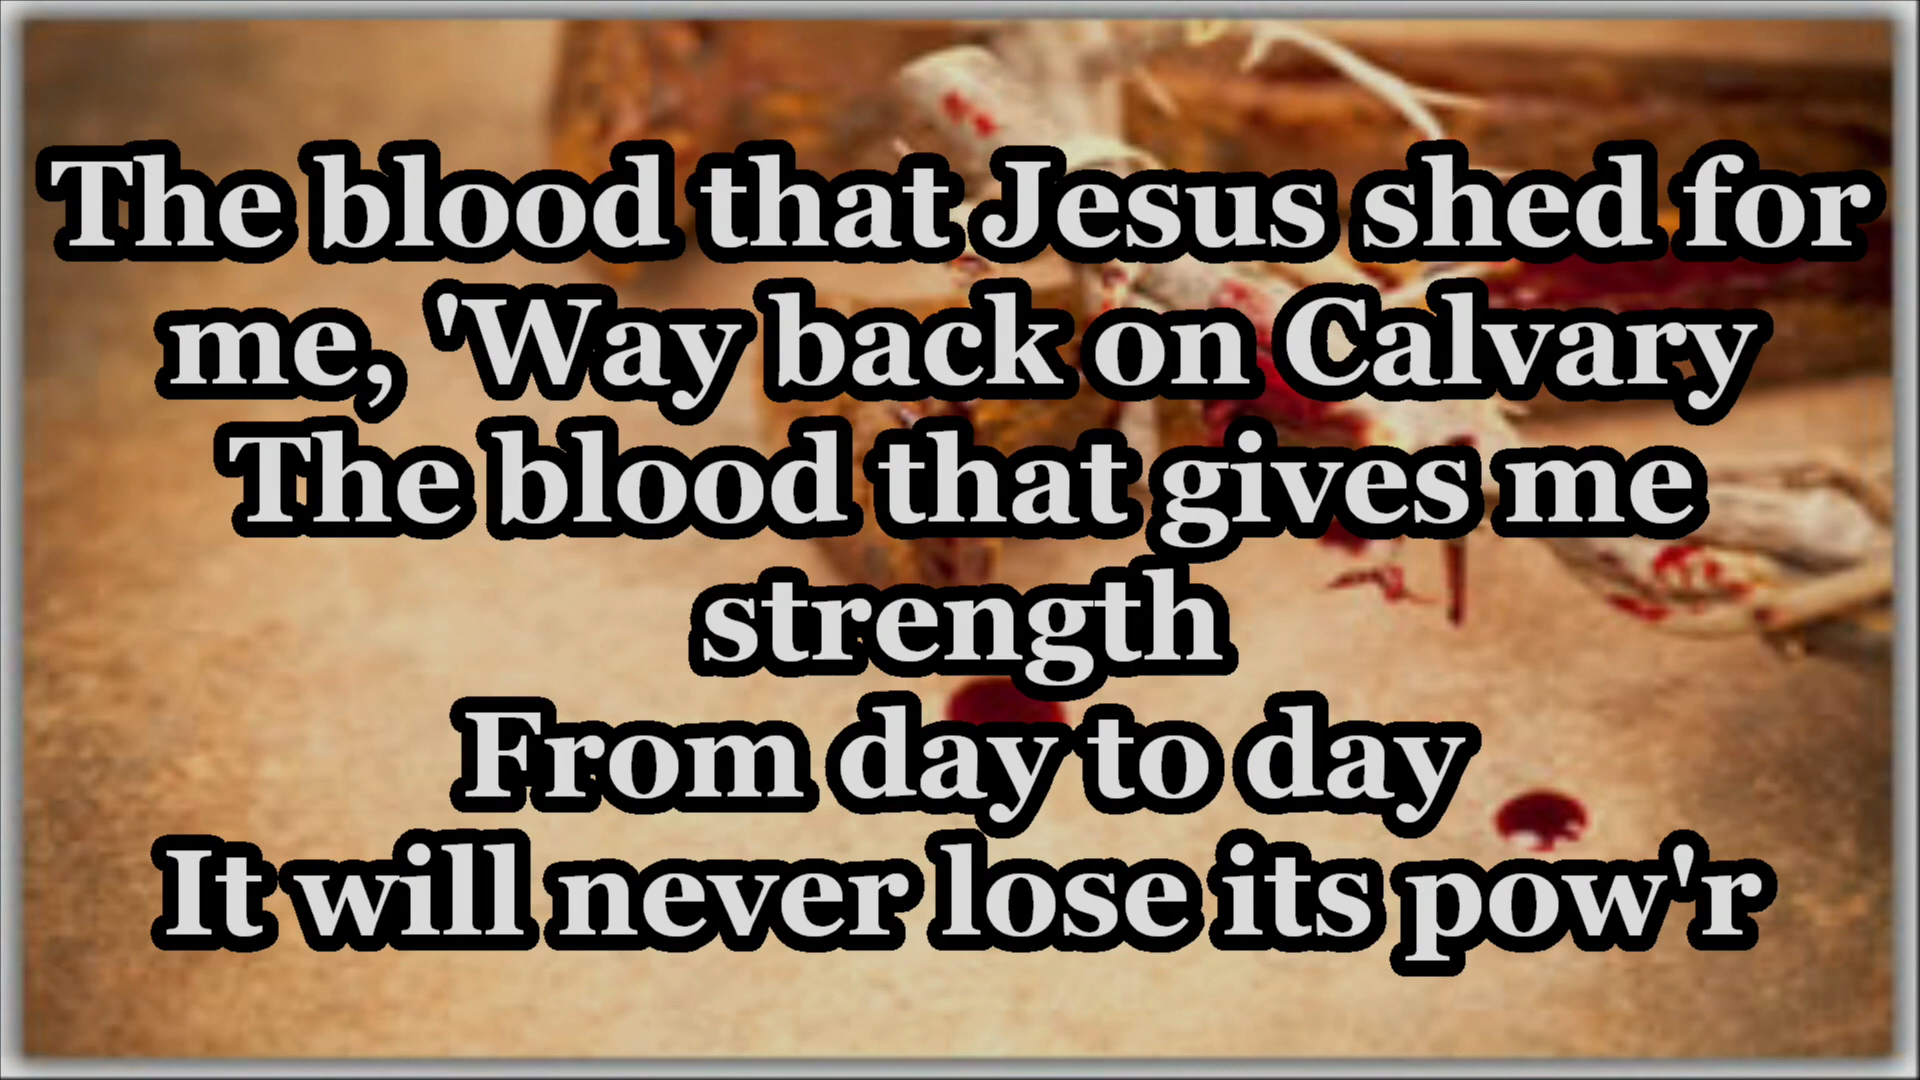 The blood that Jesus shed for
me, 'Way back on Calvary
The blood that gives me
strength
From day to day
It will never lose its pow'r